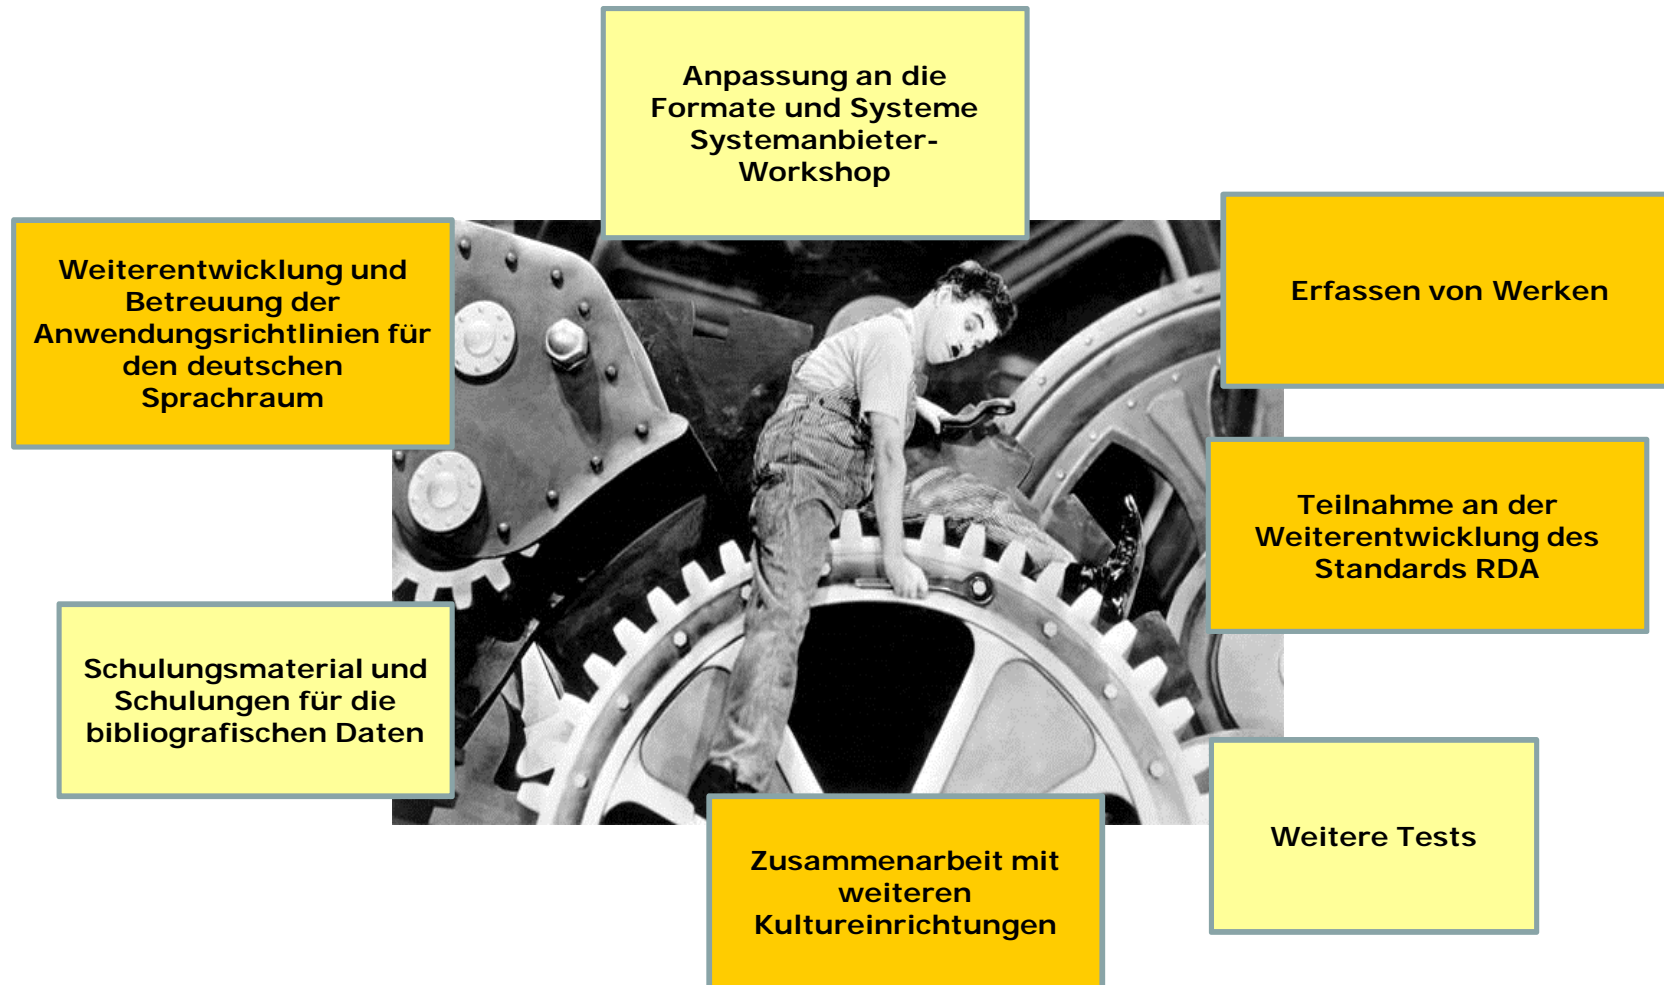 Anpassung an die
Formate und Systeme
Systemanbieter-
Workshop
Weiterentwicklung und
Betreuung der
Anwendungsrichtlinien für
den deutschen
Sprachraum
Erfassen von Werken
Teilnahme an der
Weiterentwicklung des
Standards RDA
Schulungsmaterial und
Schulungen für die
bibliografischen Daten
Weitere Tests
Zusammenarbeit mit
weiteren
Kultureinrichtungen